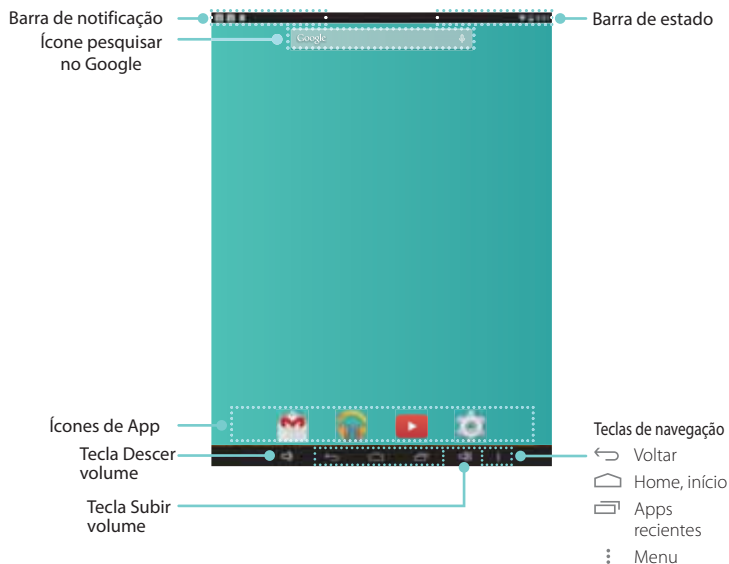 Barra de notificação
Barra de estado
Ícone pesquisar
no Google
Google
Ícones de App
Tecla Descer
volume
Tecla Subir
volume
Teclas de navegação
Voltar
Home, início
Apps
recientes
Menu